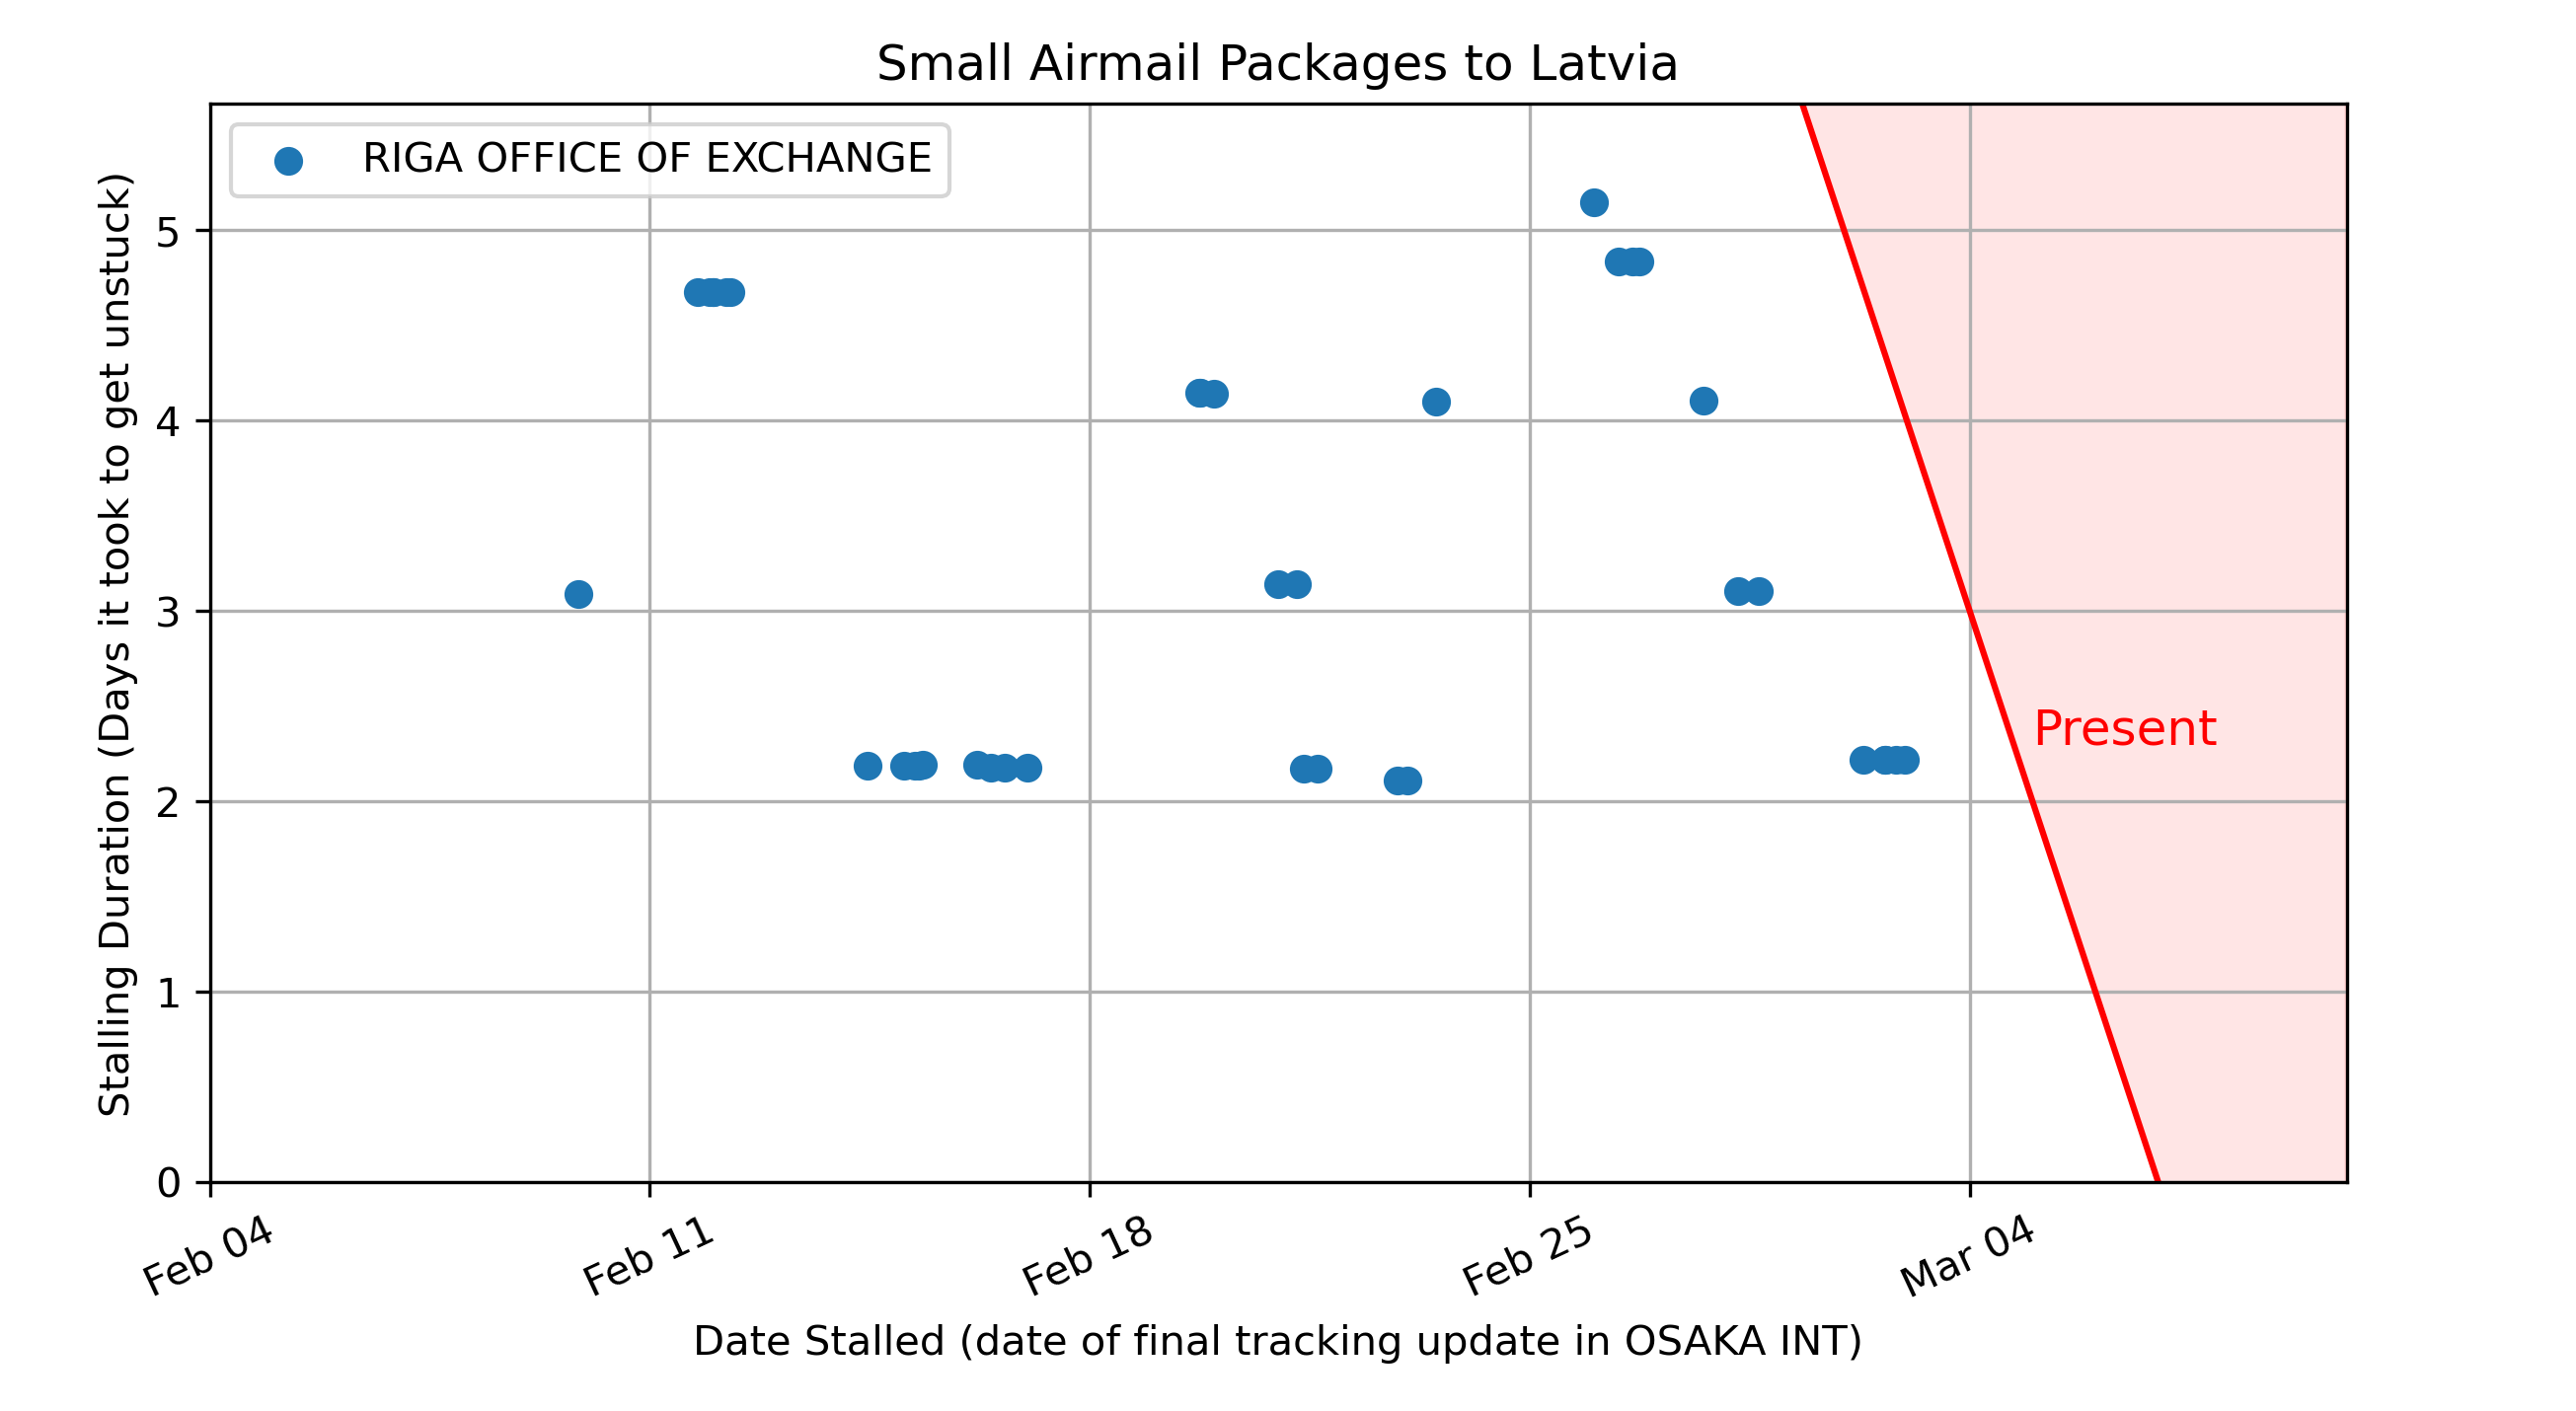 Small Airmail Packages to Latvia
RIGA OFFICE OF EXCHANGE
Stalling Duration (Days it took to get unstuck)
5
4
3
2
1
0
Present
Feb 04
Feb 11
Feb 18
Feb 25
Mar 04
Date Stalled (date of final tracking update in OSAKA INT)